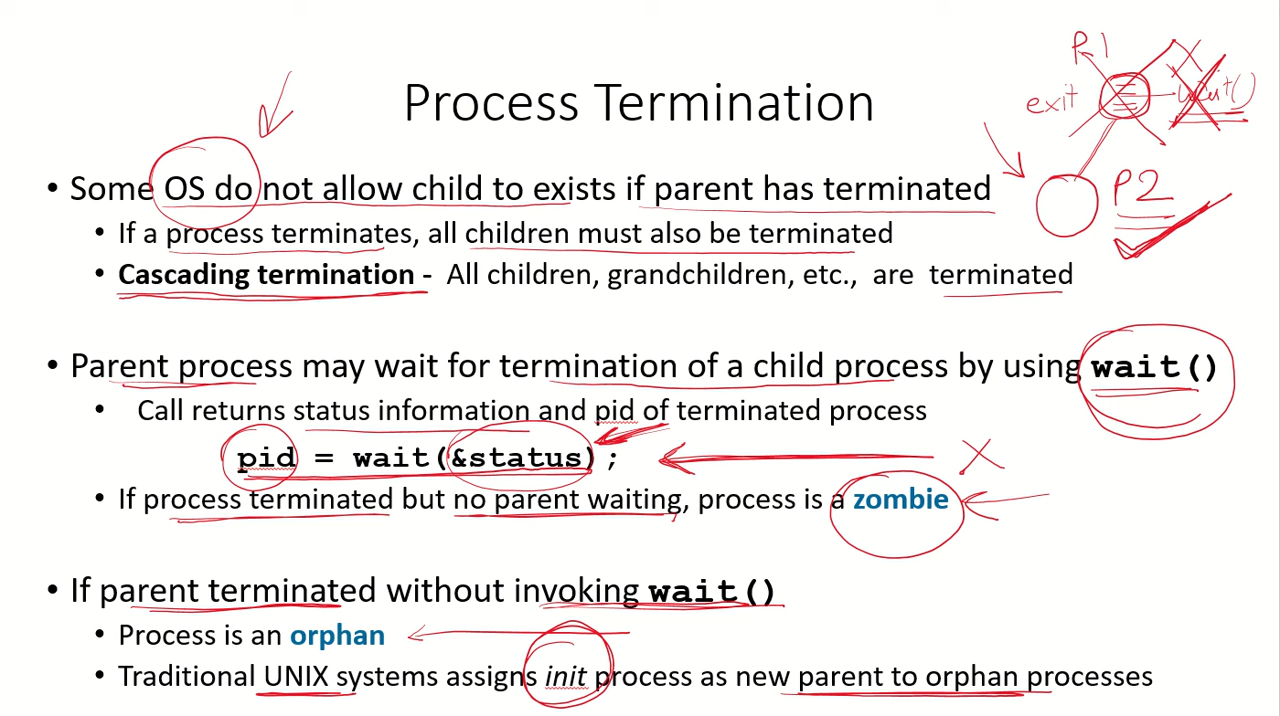 Process Termination
P1
exit
wait()
P2
• Some OS do not allow child to exists if parent has terminated
• If a process terminates, all children must also be terminated
• Cascading termination - All children, grandchildren, etc., are terminated
• Parent process may wait for termination of a child process by using wait()
• Call returns status information and pid of terminated process
pid = wait(&status);
• If process terminated but no parent waiting, process is a zombie
• If parent terminated without invoking wait()
• Process is an orphan
• Traditional UNIX systems assigns init process as new parent to orphan processes